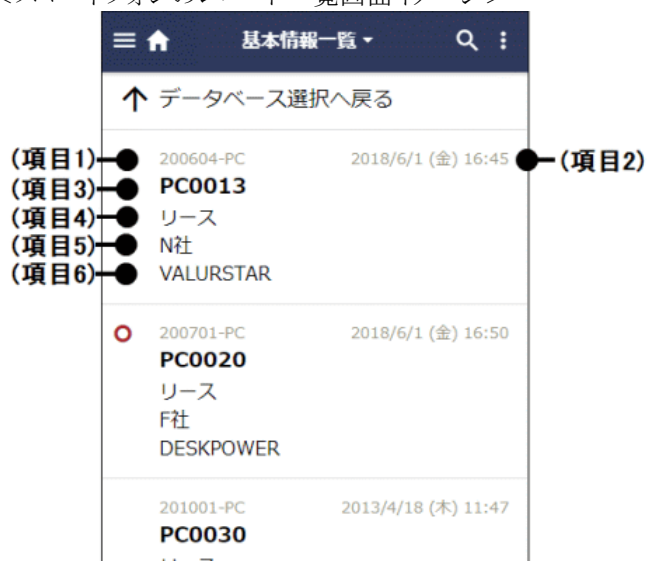 基本情報一覧
データベース選択へ戻る
(項目1) 200604-PC 2018/6/1 (金) 16:45 (項目2)
(項目3) PC0013
(項目4) リース
(項目5) N社
(項目6) VALURSTAR
200701-PC 2018/6/1 (金) 16:50
PC0020
リース
F社
DESKPOWER
201001-PC 2013/4/18 (木) 11:47
PC0030